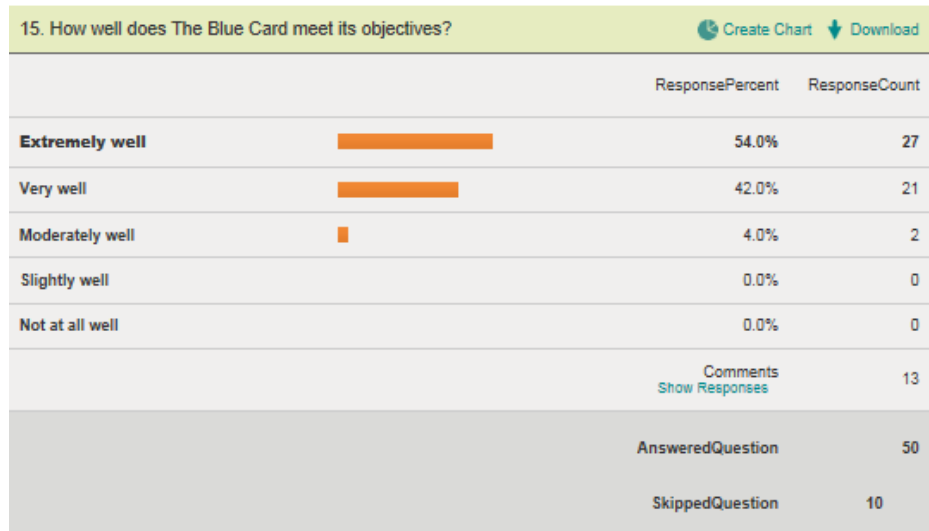 15. How well does The Blue Card meet its objectives? Create Chart Download
ResponsePercent ResponseCount
Extremely well 54.0% 27
Very well 42.0% 21
Moderately well 4.0% 2
Slightly well 0.0% 0
Not at all well 0.0% 0
Comments 13
Show Responses
AnsweredQuestion 50
SkippedQuestion 10